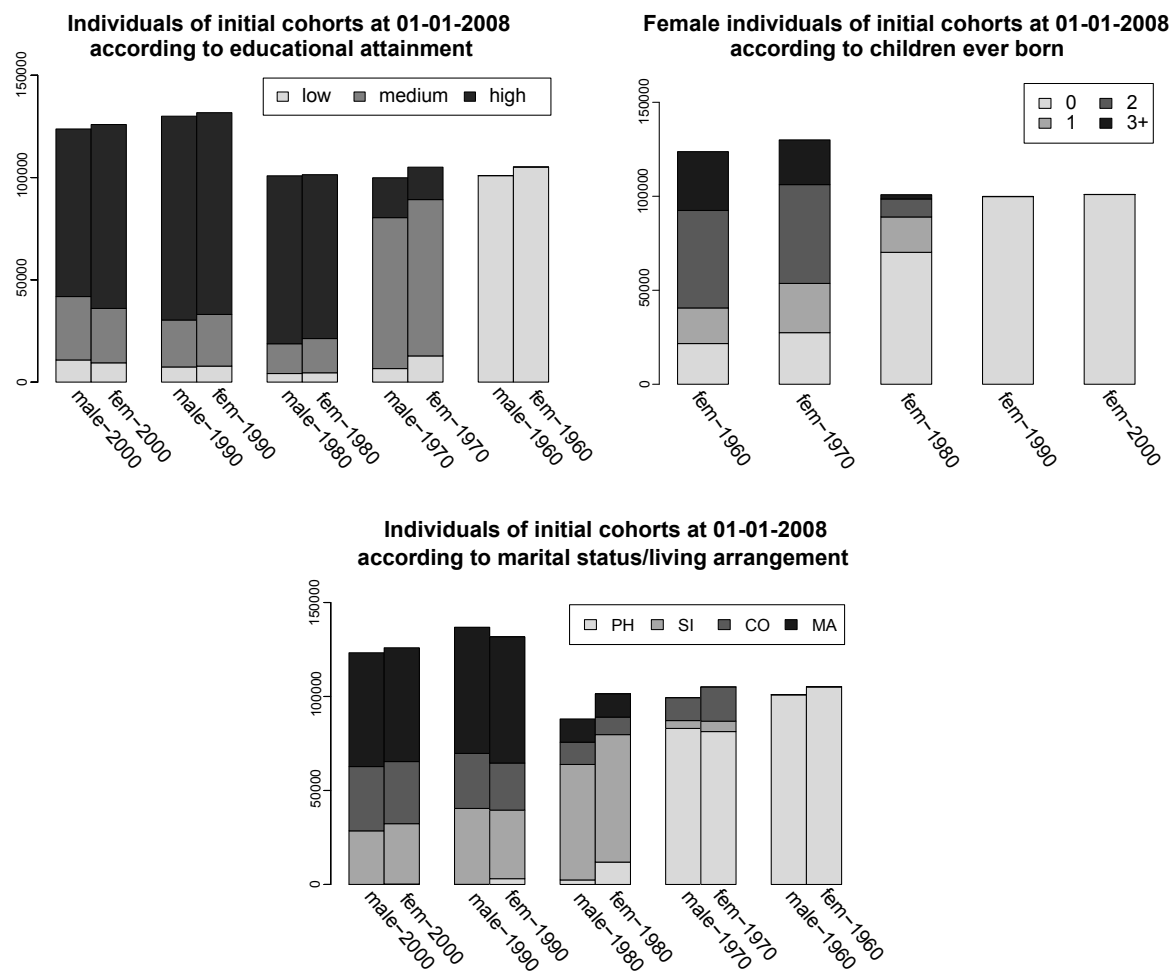 Individuals of initial cohorts at 01-01-2008
according to educational attainment
150000
100000
50000
0
low medium high
male−2000
fem−2000
male−1990
fem−1990
male−1980
fem−1980
male−1970
fem−1970
male−1960
fem−1960
Female individuals of initial cohorts at 01-01-2008
according to children ever born
150000
100000
50000
0
0 2
1 3+
fem−1960
fem−1970
fem−1980
fem−1990
fem−2000
Individuals of initial cohorts at 01-01-2008
according to marital status/living arrangement
150000
100000
50000
0
PH SI CO MA
male−2000
fem−2000
male−1990
fem−1990
male−1980
fem−1980
male−1970
fem−1970
male−1960
fem−1960